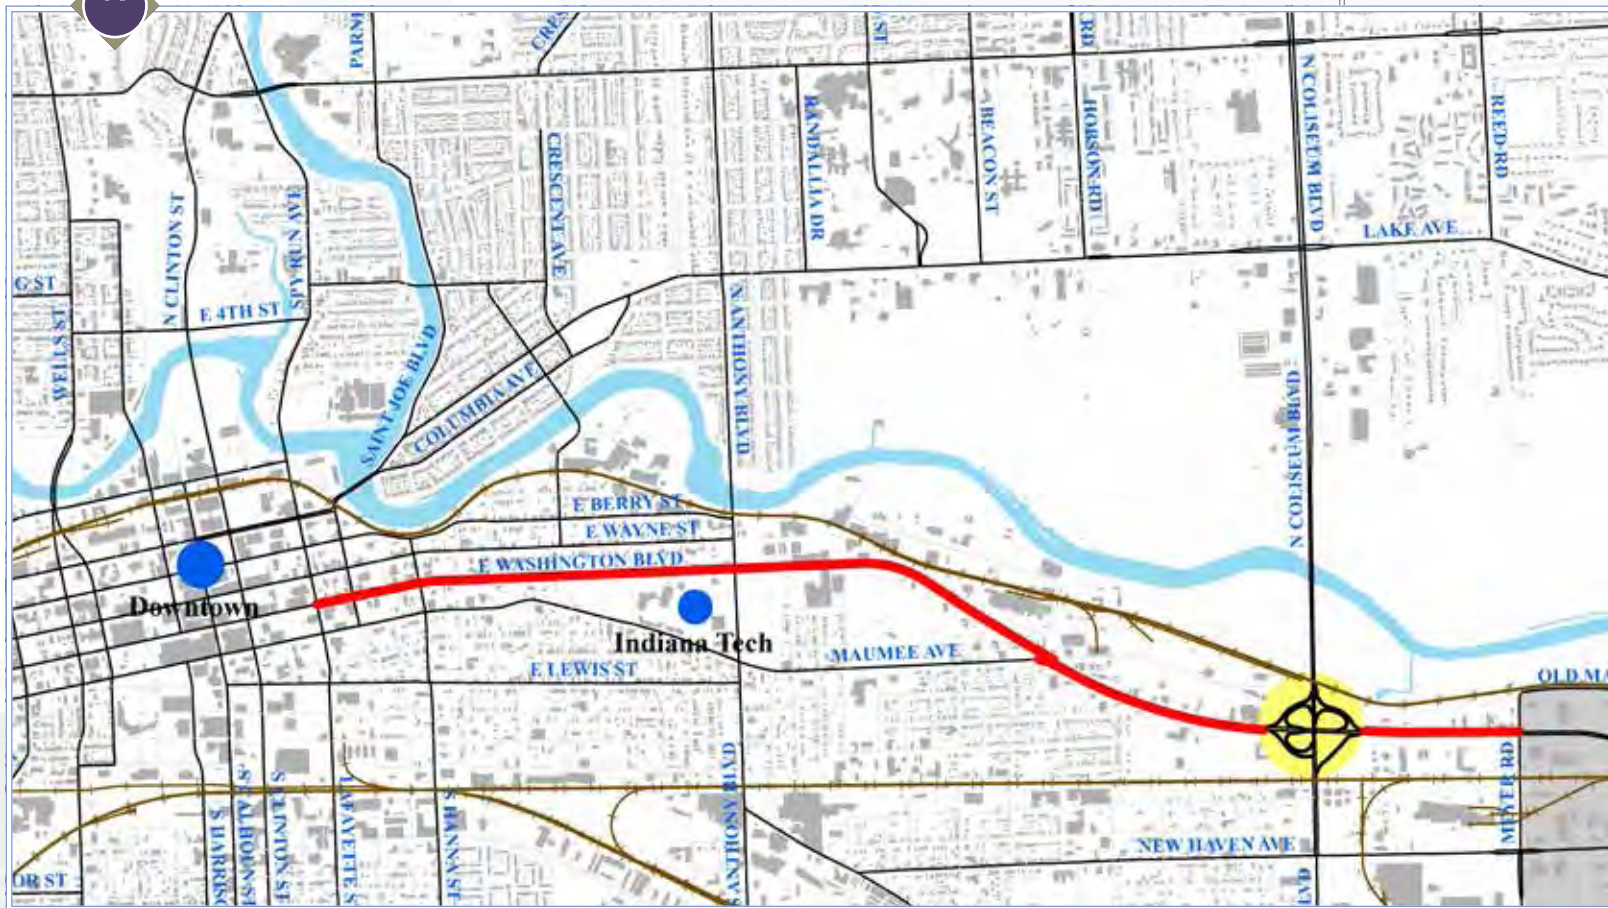 PARN
CRES
ST
RD
N COLISEUM BLVD
REED RD
RANDALLIA DR
BEACON ST
HOBSON RD
CRESCENT AVE
N CLINTON ST
SPY RUN AVE
LAKE AVE
G ST
E 4TH ST
WELLS ST
SAINT JOE BLVD
N ANTHONY BLVD
COLUMBIA AVE
N COLISEUM BLVD
E BERRY ST
E WAYNE ST
E WASHINGTON BLVD
Downtown
Indiana Tech
MAUMEE AVE
E LEWIS ST
OLD MA
S HARRISO
S CALHOUN ST
S CLINTON ST
LAFAYETTE S
S HANNA ST
S ANTHONY BLVD
MEYER RD
NEW HAVEN AVE
OR ST
LVD